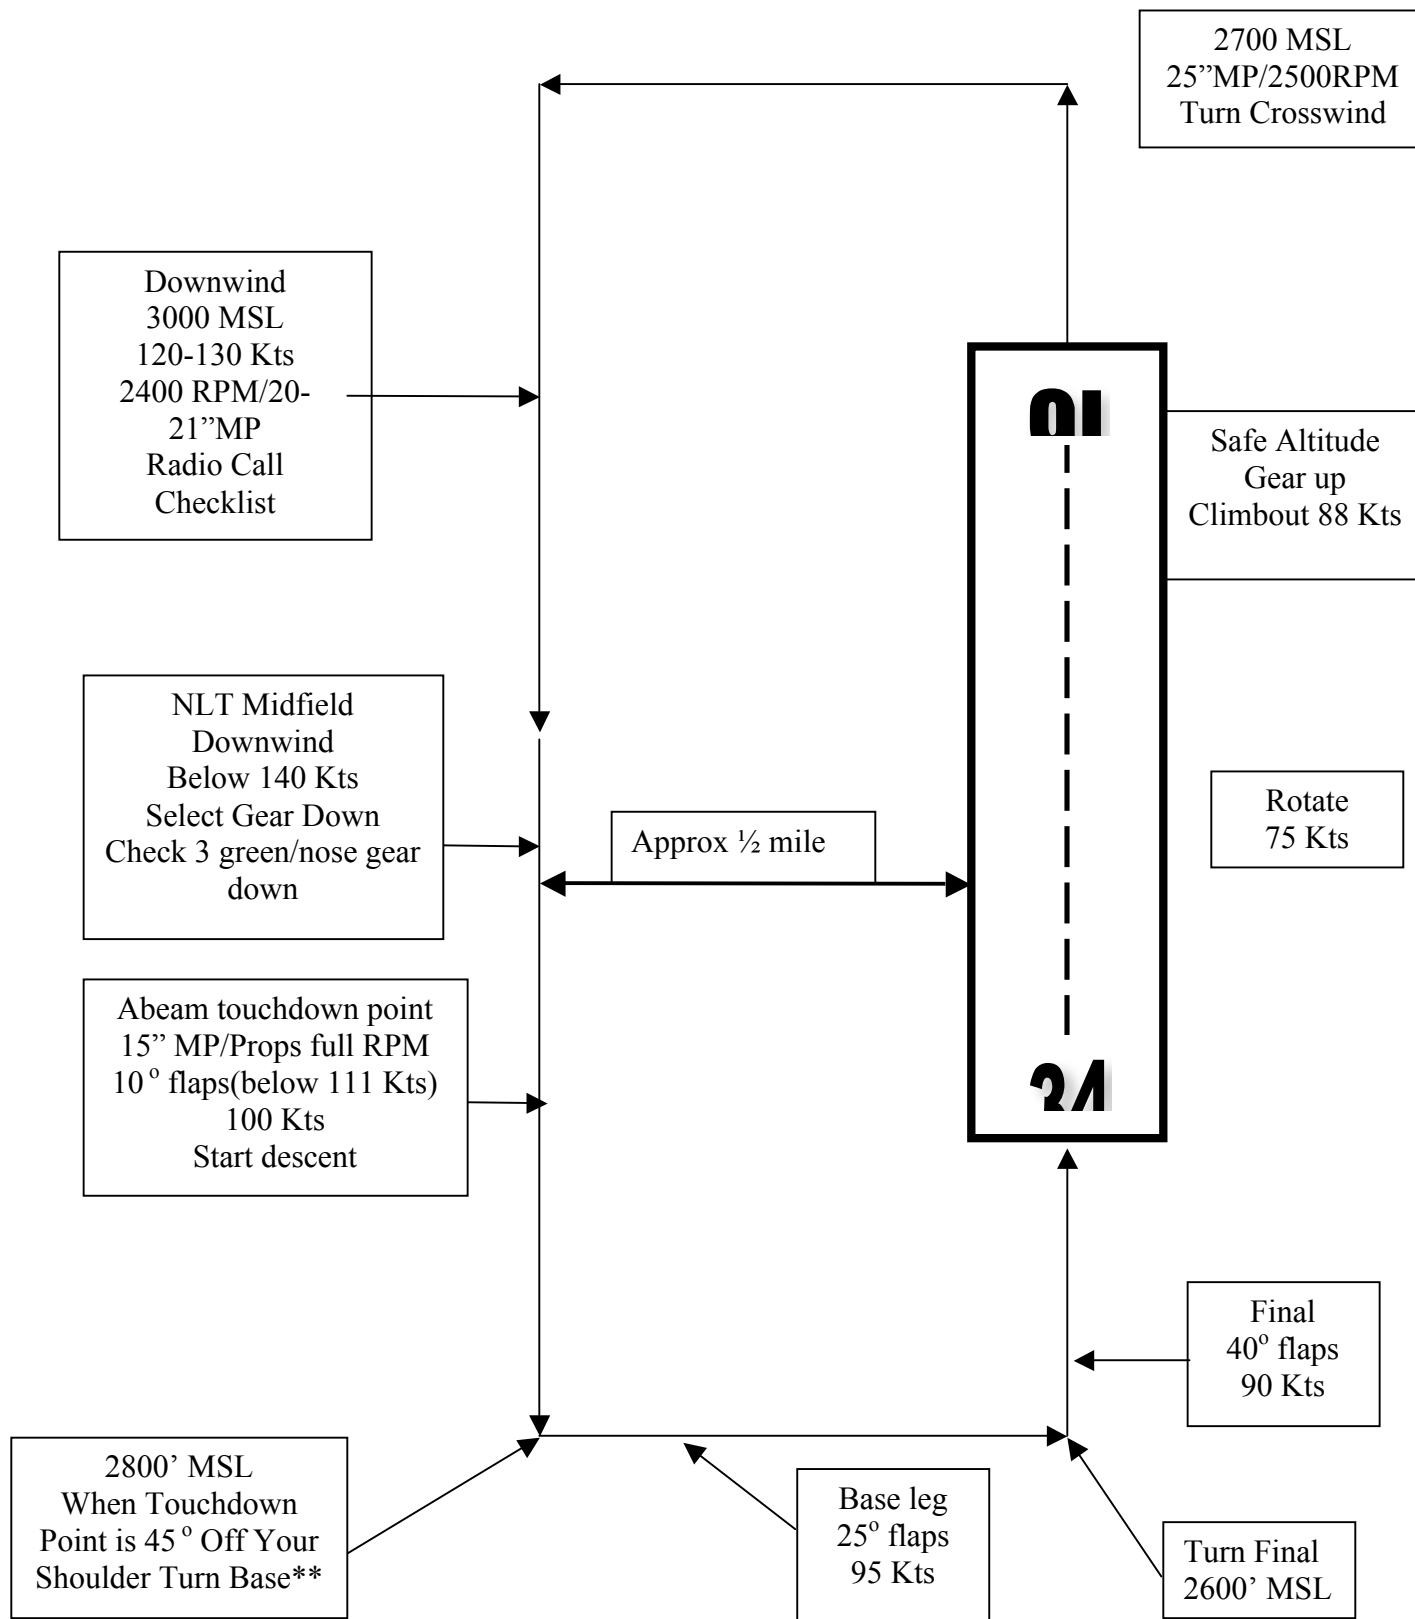 2700 MSL
25”MP/2500RPM
Turn Crosswind
Downwind
3000 MSL
120-130 Kts
2400 RPM/20-
21”MP
Radio Call
Checklist
16
Safe Altitude
Gear up
Climbout 88 Kts
NLT Midfield
Downwind
Below 140 Kts
Select Gear Down
Check 3 green/nose gear
down
Approx ½ mile
Rotate
75 Kts
Abeam touchdown point
15” MP/Props full RPM
10° flaps(below 111 Kts)
100 Kts
Start descent
34
Final
40° flaps
90 Kts
2800’ MSL
When Touchdown
Point is 45° Off Your
Shoulder Turn Base**
Base leg
25° flaps
95 Kts
Turn Final
2600’ MSL